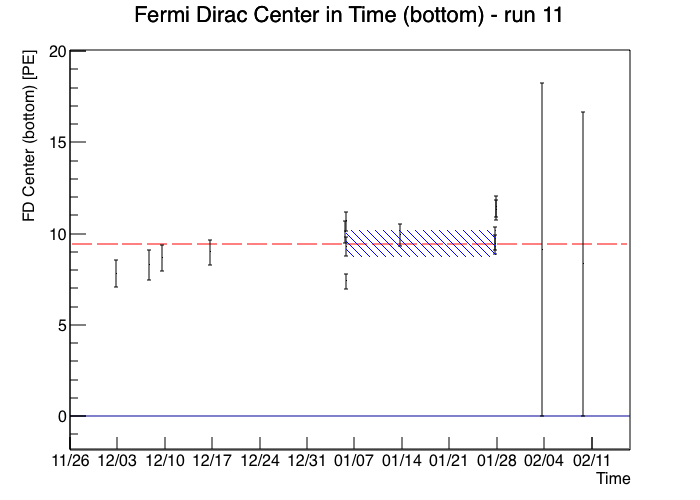 Fermi Dirac Center in Time (bottom) - run 11
FD Center (bottom) [PE]
20
15
10
5
0
11/26 12/03 12/10 12/17 12/24 12/31 01/07 01/14 01/21 01/28 02/04 02/11
Time